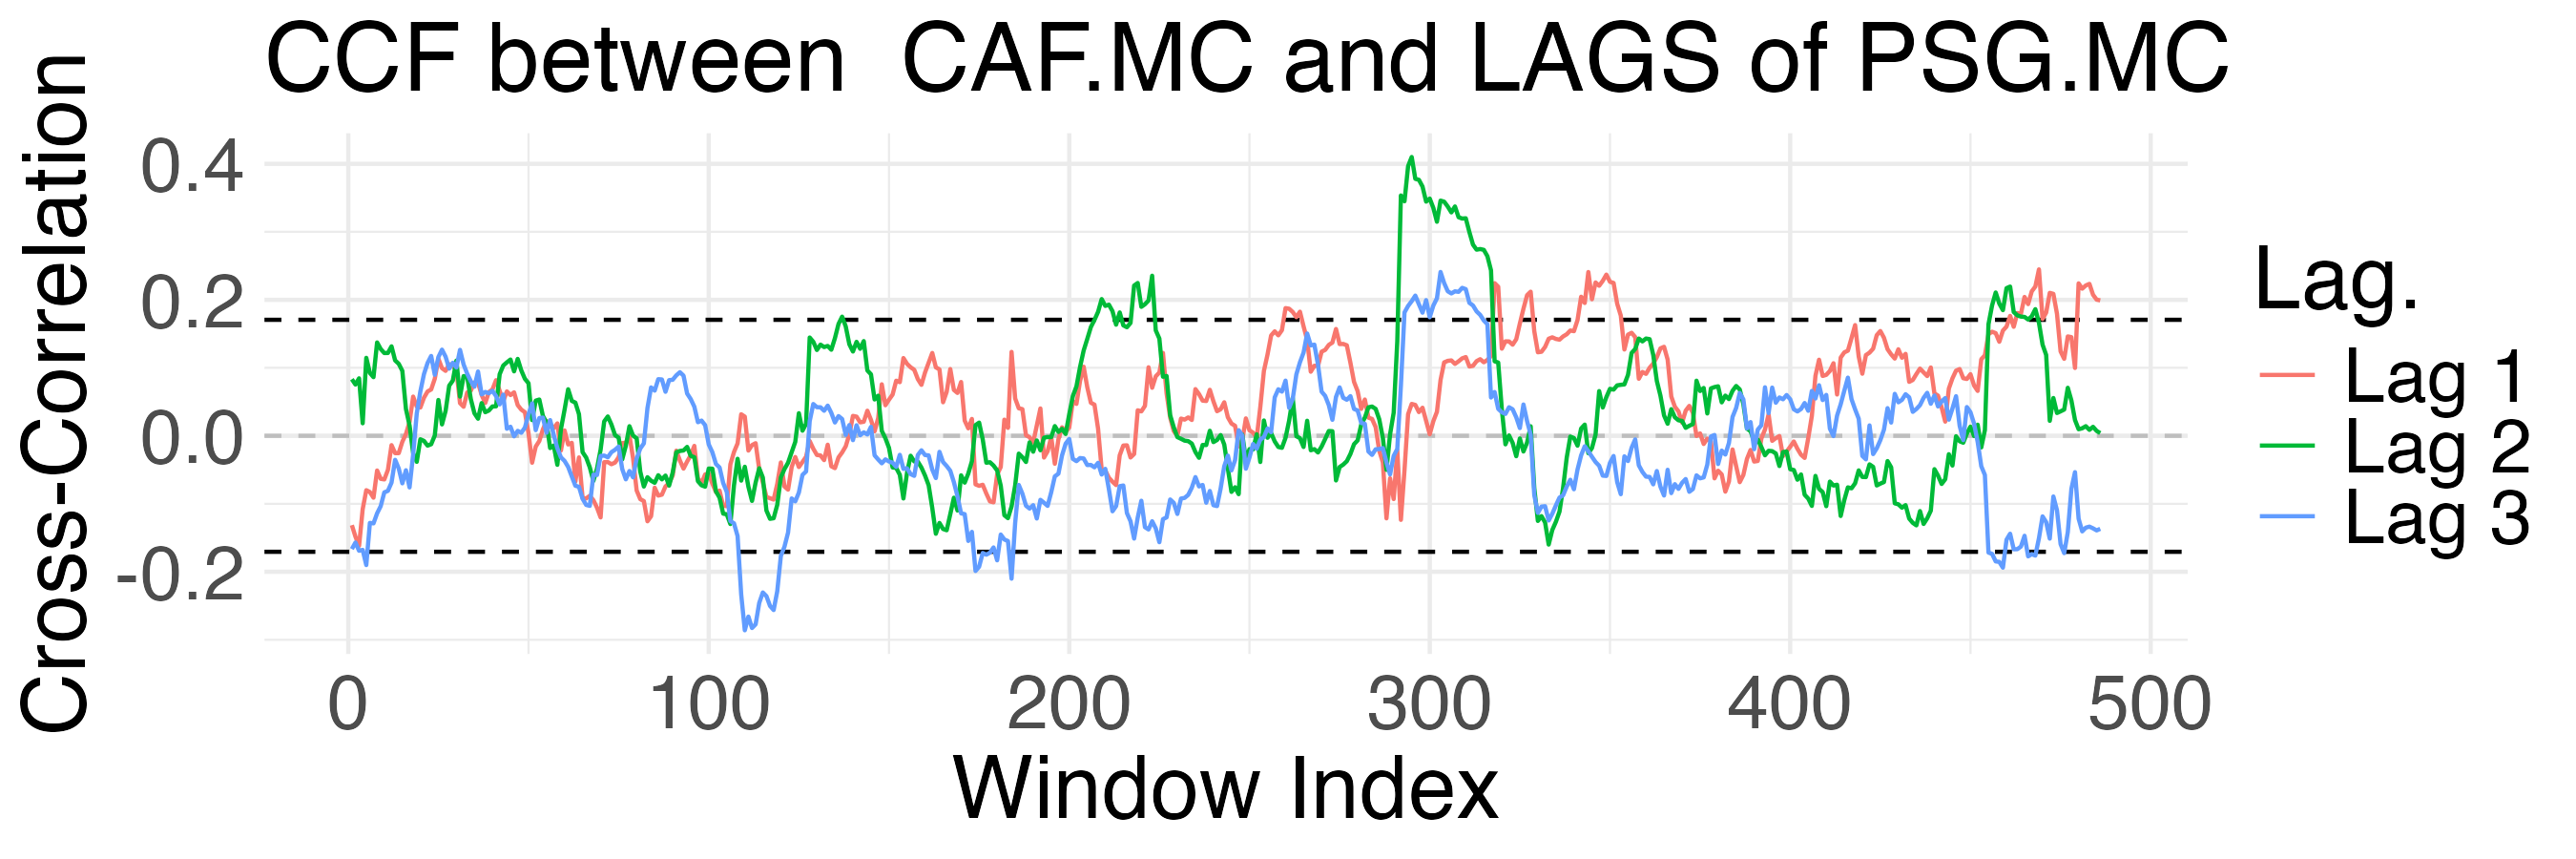 CCF between  CAF.MC and LAGS of PSG.MC
Cross-Correlation
0.4
0.2
0.0
-0.2
0 100 200 300 400 500
Window Index
Lag.
Lag 1
Lag 2
Lag 3